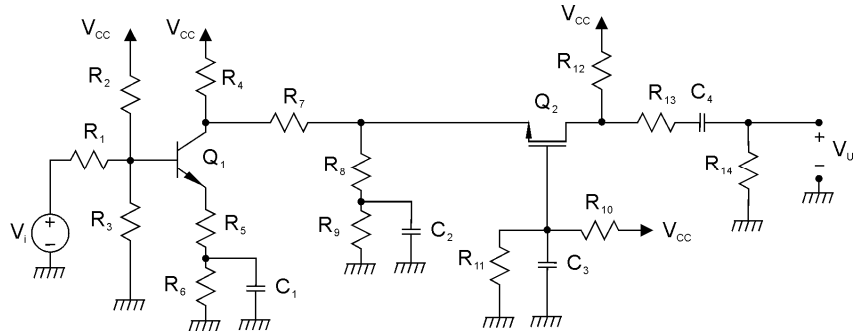 V_CC
V_CC
V_CC
R_2
R_4
R_12
R_7
Q_2
R_13
C_4
R_1
Q_1
+
V_U
–
R_8
R_14
V_i
+
–
R_3
R_5
R_9
C_2
R_10
V_CC
R_11
C_3
R_6
C_1